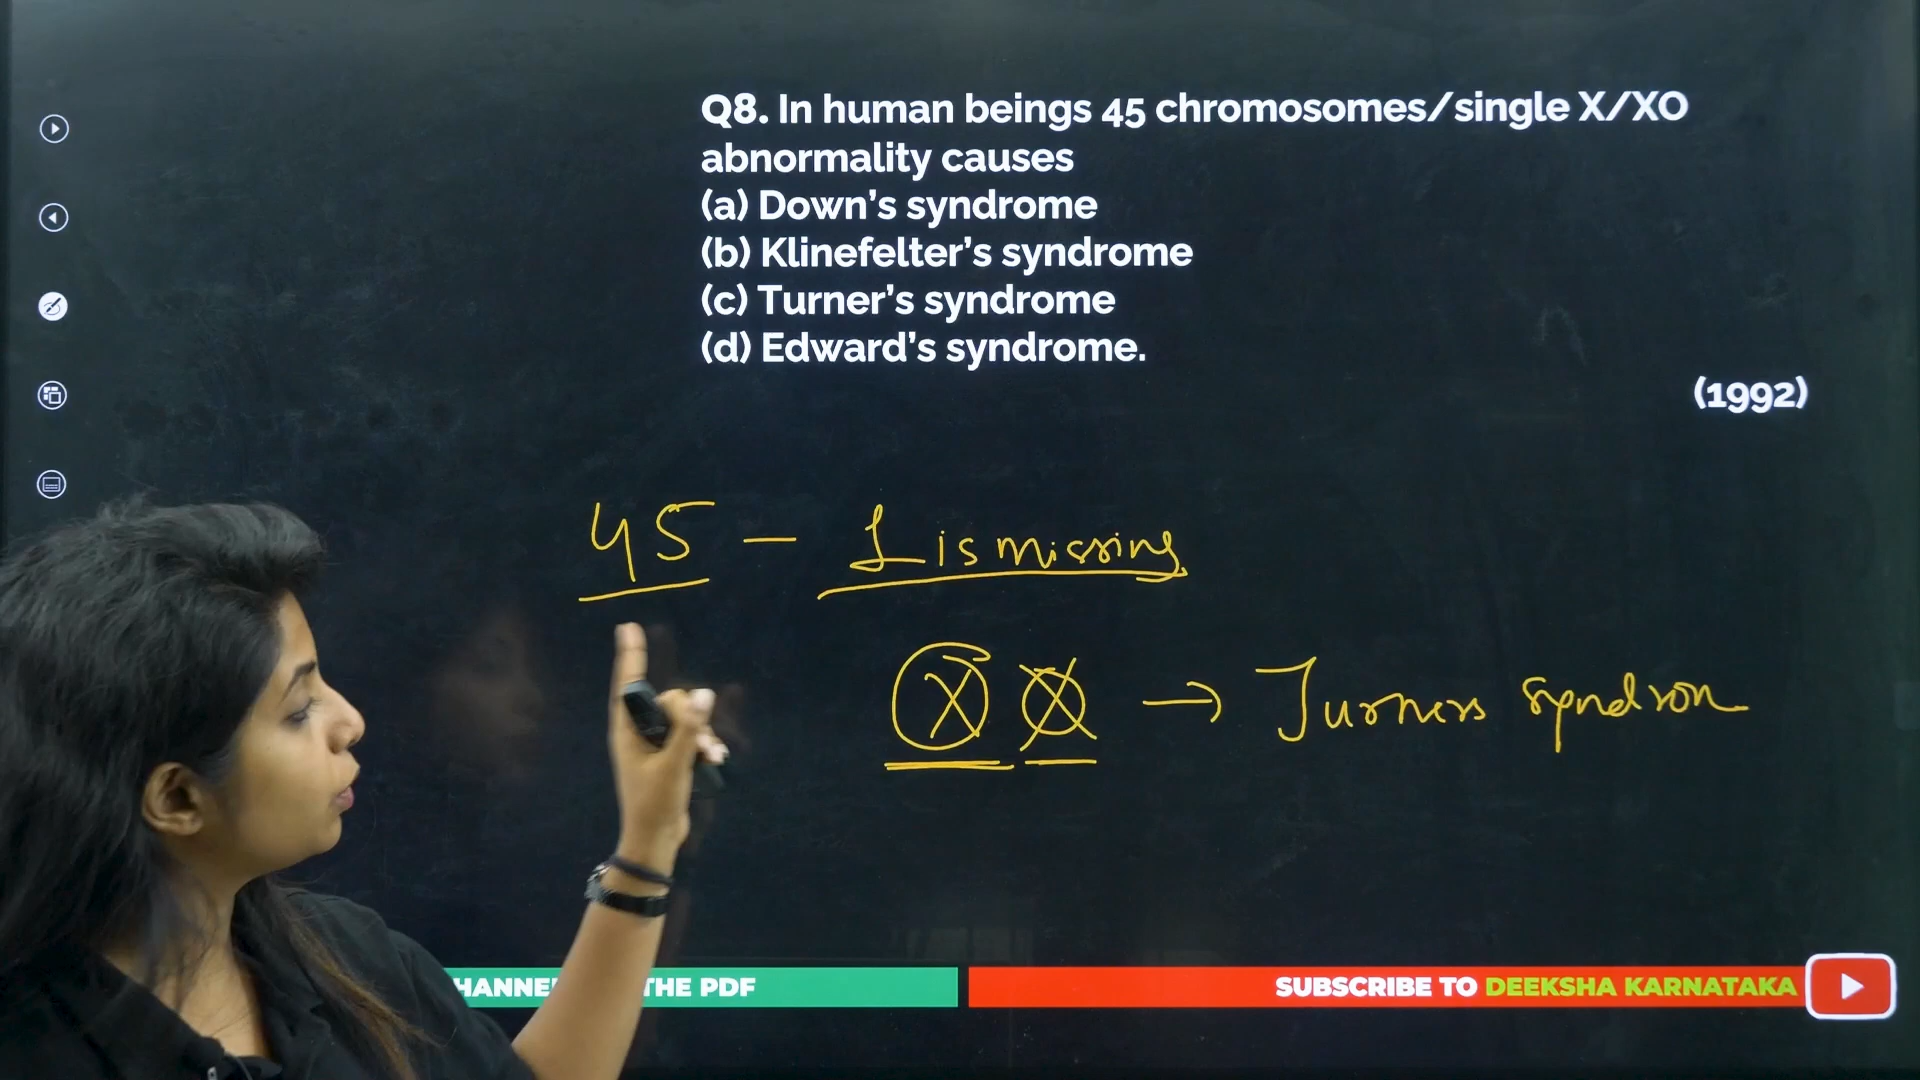 Q8. In human beings 45 chromosomes/single X/XO
abnormality causes
(a) Down's syndrome
(b) Klinefelter's syndrome
(c) Turner's syndrome
(d) Edward's syndrome.
(1992)
45 — 1 is missing
X X → Turners syndrom
HANNE THE PDF
SUBSCRIBE TO DEEKSHA KARNATAKA